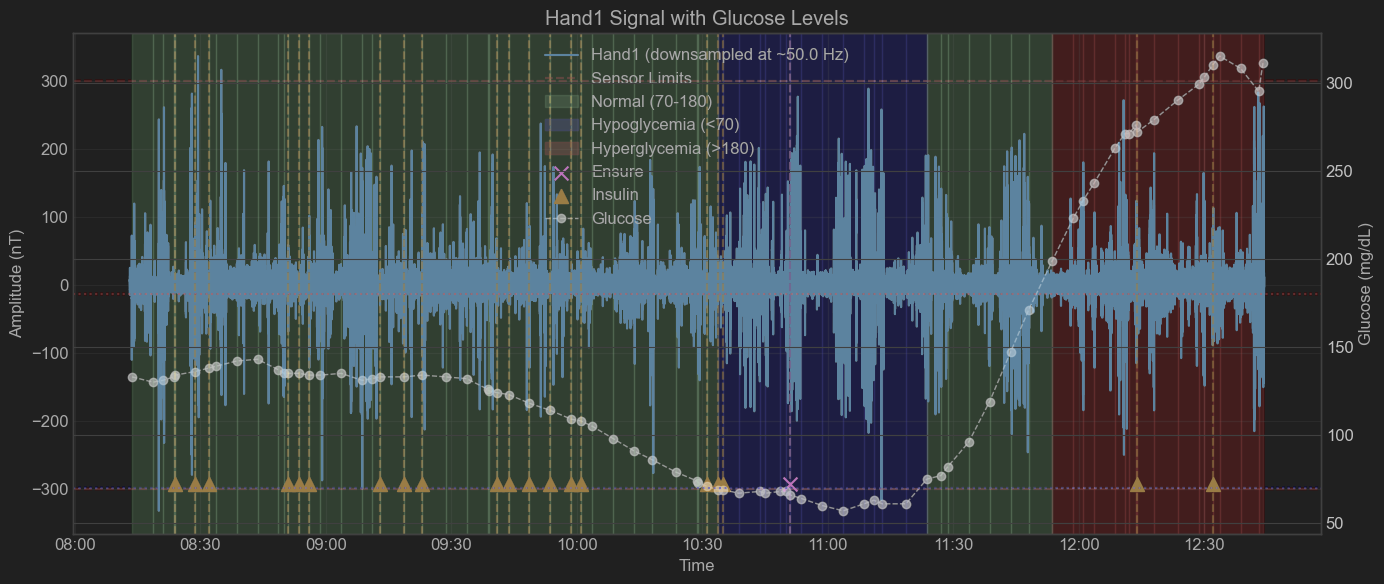 Hand1 Signal with Glucose Levels
Hand1 (downsampled at ~50.0 Hz)
Sensor Limits
Normal (70-180)
Hypoglycemia (<70)
Hyperglycemia (>180)
Ensure
Insulin
Glucose
Amplitude (nT)
300
200
100
0
−100
−200
−300
Glucose (mg/dL)
300
250
200
150
100
50
08:00 08:30 09:00 09:30 10:00 10:30 11:00 11:30 12:00 12:30
Time